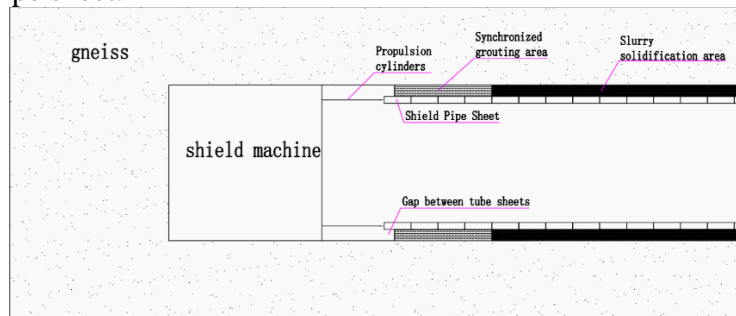 gneiss
Propulsion
cylinders
Synchronized
grouting area
Slurry
solidification area
Shield Pipe Sheet
shield machine
Gap between tube sheets